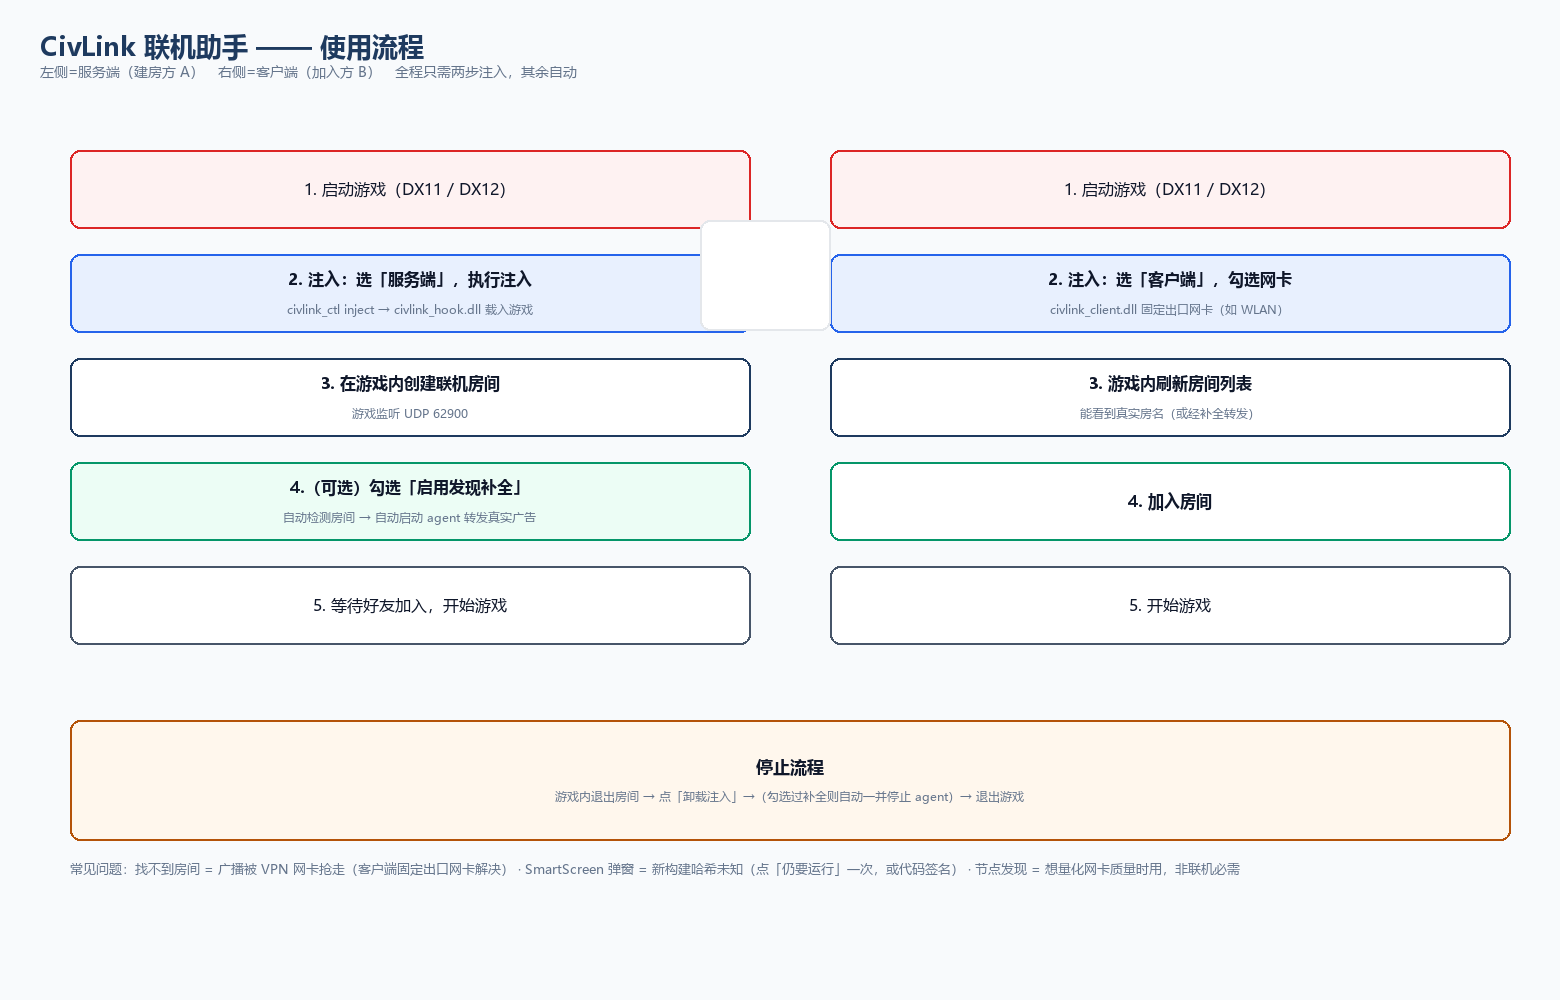 CivLink 联机助手 —— 使用流程
左侧=服务端（建房方 A） 右侧=客户端（加入方 B） 全程只需两步注入，其余自动
1. 启动游戏（DX11 / DX12）
2. 注入：选「服务端」，执行注入
civlink_ctl inject → civlink_hook.dll 载入游戏
3. 在游戏内创建联机房间
游戏监听 UDP 62900
4.（可选）勾选「启用发现补全」
自动检测房间 → 自动启动 agent 转发真实广告
5. 等待好友加入，开始游戏
1. 启动游戏（DX11 / DX12）
2. 注入：选「客户端」，勾选网卡
civlink_client.dll 固定出口网卡（如 WLAN）
3. 游戏内刷新房间列表
能看到真实房名（或经补全转发）
4. 加入房间
5. 开始游戏
停止流程
游戏内退出房间 → 点「卸载注入」 →（勾选过补全则自动一并停止 agent）→ 退出游戏
常见问题：找不到房间 = 广播被 VPN 网卡抢走（客户端固定出口网卡解决） · SmartScreen 弹窗 = 新构建哈希未知（点「仍要运行」一次，或代码签名） · 节点发现 = 想量化网卡质量时用，非联机必需